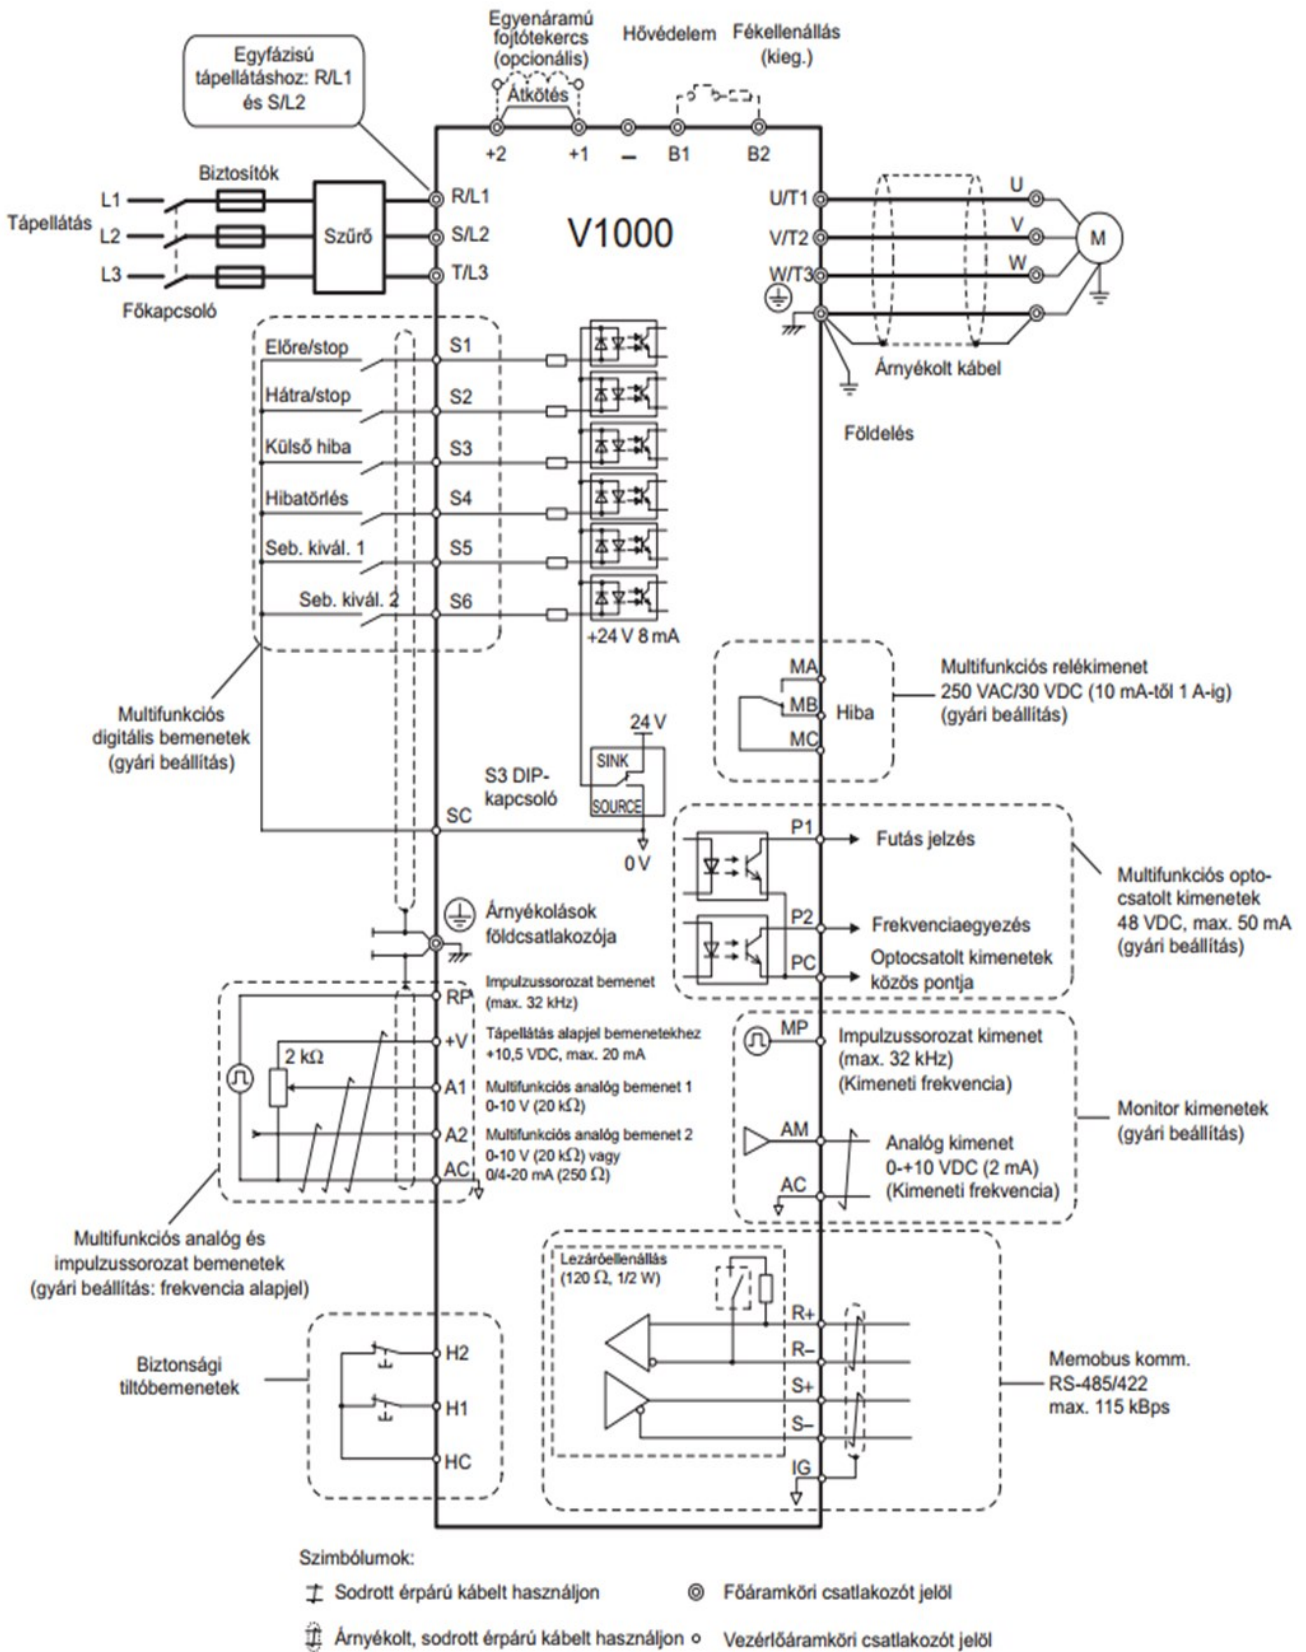 Egyenáramú
fojtótekercs
(opcionális)
Hővédelem
Fékellenállás
(kieg.)
Egyfázisú
tápellátáshoz: R/L1
és S/L2
Átkötés
+2
+1
–
B1
B2
Biztosítók
L1
Tápellátás
L2
L3
Szűrő
Főkapcsoló
R/L1
S/L2
T/L3
V1000
U/T1
V/T2
W/T3
U
V
W
M
Árnyékolt kábel
Földelés
Előre/stop
S1
Hátra/stop
S2
Külső hiba
S3
Hibatörlés
S4
Seb. kivál. 1
S5
Seb. kivál. 2
S6
+24 V 8 mA
Multifunkciós
digitális bemenetek
(gyári beállítás)
24 V
SINK
SOURCE
S3 DIP-
kapcsoló
SC
0 V
MA
MB
MC
Hiba
Multifunkciós relékimenet
250 VAC/30 VDC (10 mA-től 1 A-ig)
(gyári beállítás)
P1
Futás jelzés
P2
Frekvenciaegyezés
PC
Optocsatolt kimenetek
közös pontja
Multifunkciós opto-
csatolt kimenetek
48 VDC, max. 50 mA
(gyári beállítás)
Árnyékolások
földcsatlakozója
RP
Impulzussorozat bemenet
(max. 32 kHz)
+V
Tápellátás alapjel bemenetekhez
+10,5 VDC, max. 20 mA
2 kΩ
A1
Multifunkciós analóg bemenet 1
0-10 V (20 kΩ)
A2
Multifunkciós analóg bemenet 2
0-10 V (20 kΩ) vagy
0/4-20 mA (250 Ω)
AC
Multifunkciós analóg és
impulzussorozat bemenetek
(gyári beállítás: frekvencia alapjel)
MP
Impulzussorozat kimenet
(max. 32 kHz)
(Kimeneti frekvencia)
AM
Analóg kimenet
0-+10 VDC (2 mA)
(Kimeneti frekvencia)
AC
Monitor kimenetek
(gyári beállítás)
Lezáróellenállás
(120 Ω, 1/2 W)
R+
R–
S+
S–
IG
Memobus komm.
RS-485/422
max. 115 kBps
Biztonsági
tiltóbemenetek
H2
H1
HC
Szimbólumok:
Sodrott érpárú kábelt használjon
Főáramköri csatlakozót jelöl
Árnyékolt, sodrott érpárú kábelt használjon
Vezérlőáramköri csatlakozót jelöl